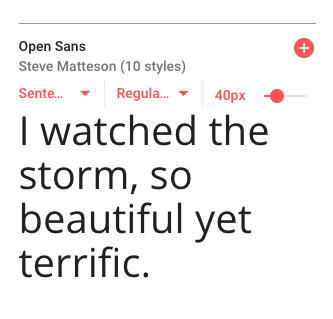 Open Sans
Steve Matteson (10 styles)
Sente... Regula... 40px
I watched the
storm, so
beautiful yet
terrific.